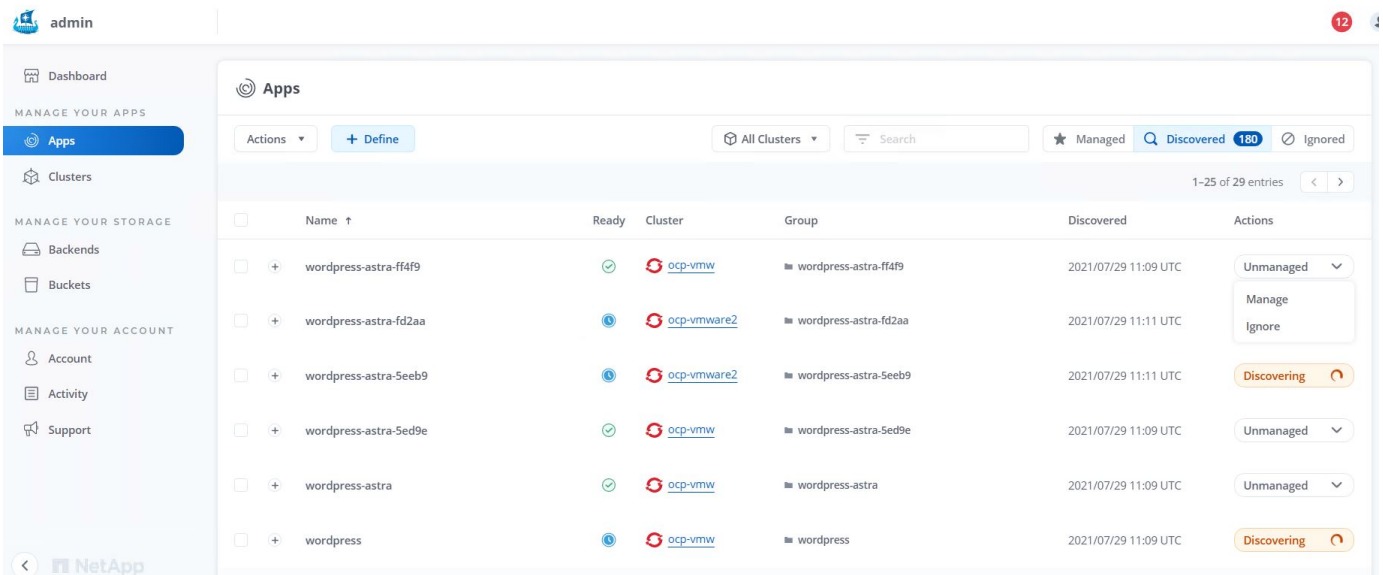 admin
12
Dashboard
MANAGE YOUR APPS
Apps
Clusters
MANAGE YOUR STORAGE
Backends
Buckets
MANAGE YOUR ACCOUNT
Account
Activity
Support
NetApp
Apps
Actions + Define All Clusters Search Managed Discovered 180 Ignored
1–25 of 29 entries
Name ↑ Ready Cluster Group Discovered Actions
wordpress-astra-ff4f9 ocp-vmw wordpress-astra-ff4f9 2021/07/29 11:09 UTC Unmanaged
Manage
Ignore
wordpress-astra-fd2aa ocp-vmware2 wordpress-astra-fd2aa 2021/07/29 11:11 UTC
wordpress-astra-5eeb9 ocp-vmware2 wordpress-astra-5eeb9 2021/07/29 11:11 UTC Discovering
wordpress-astra-5ed9e ocp-vmw wordpress-astra-5ed9e 2021/07/29 11:09 UTC Unmanaged
wordpress-astra ocp-vmw wordpress-astra 2021/07/29 11:09 UTC Unmanaged
wordpress ocp-vmw wordpress 2021/07/29 11:09 UTC Discovering